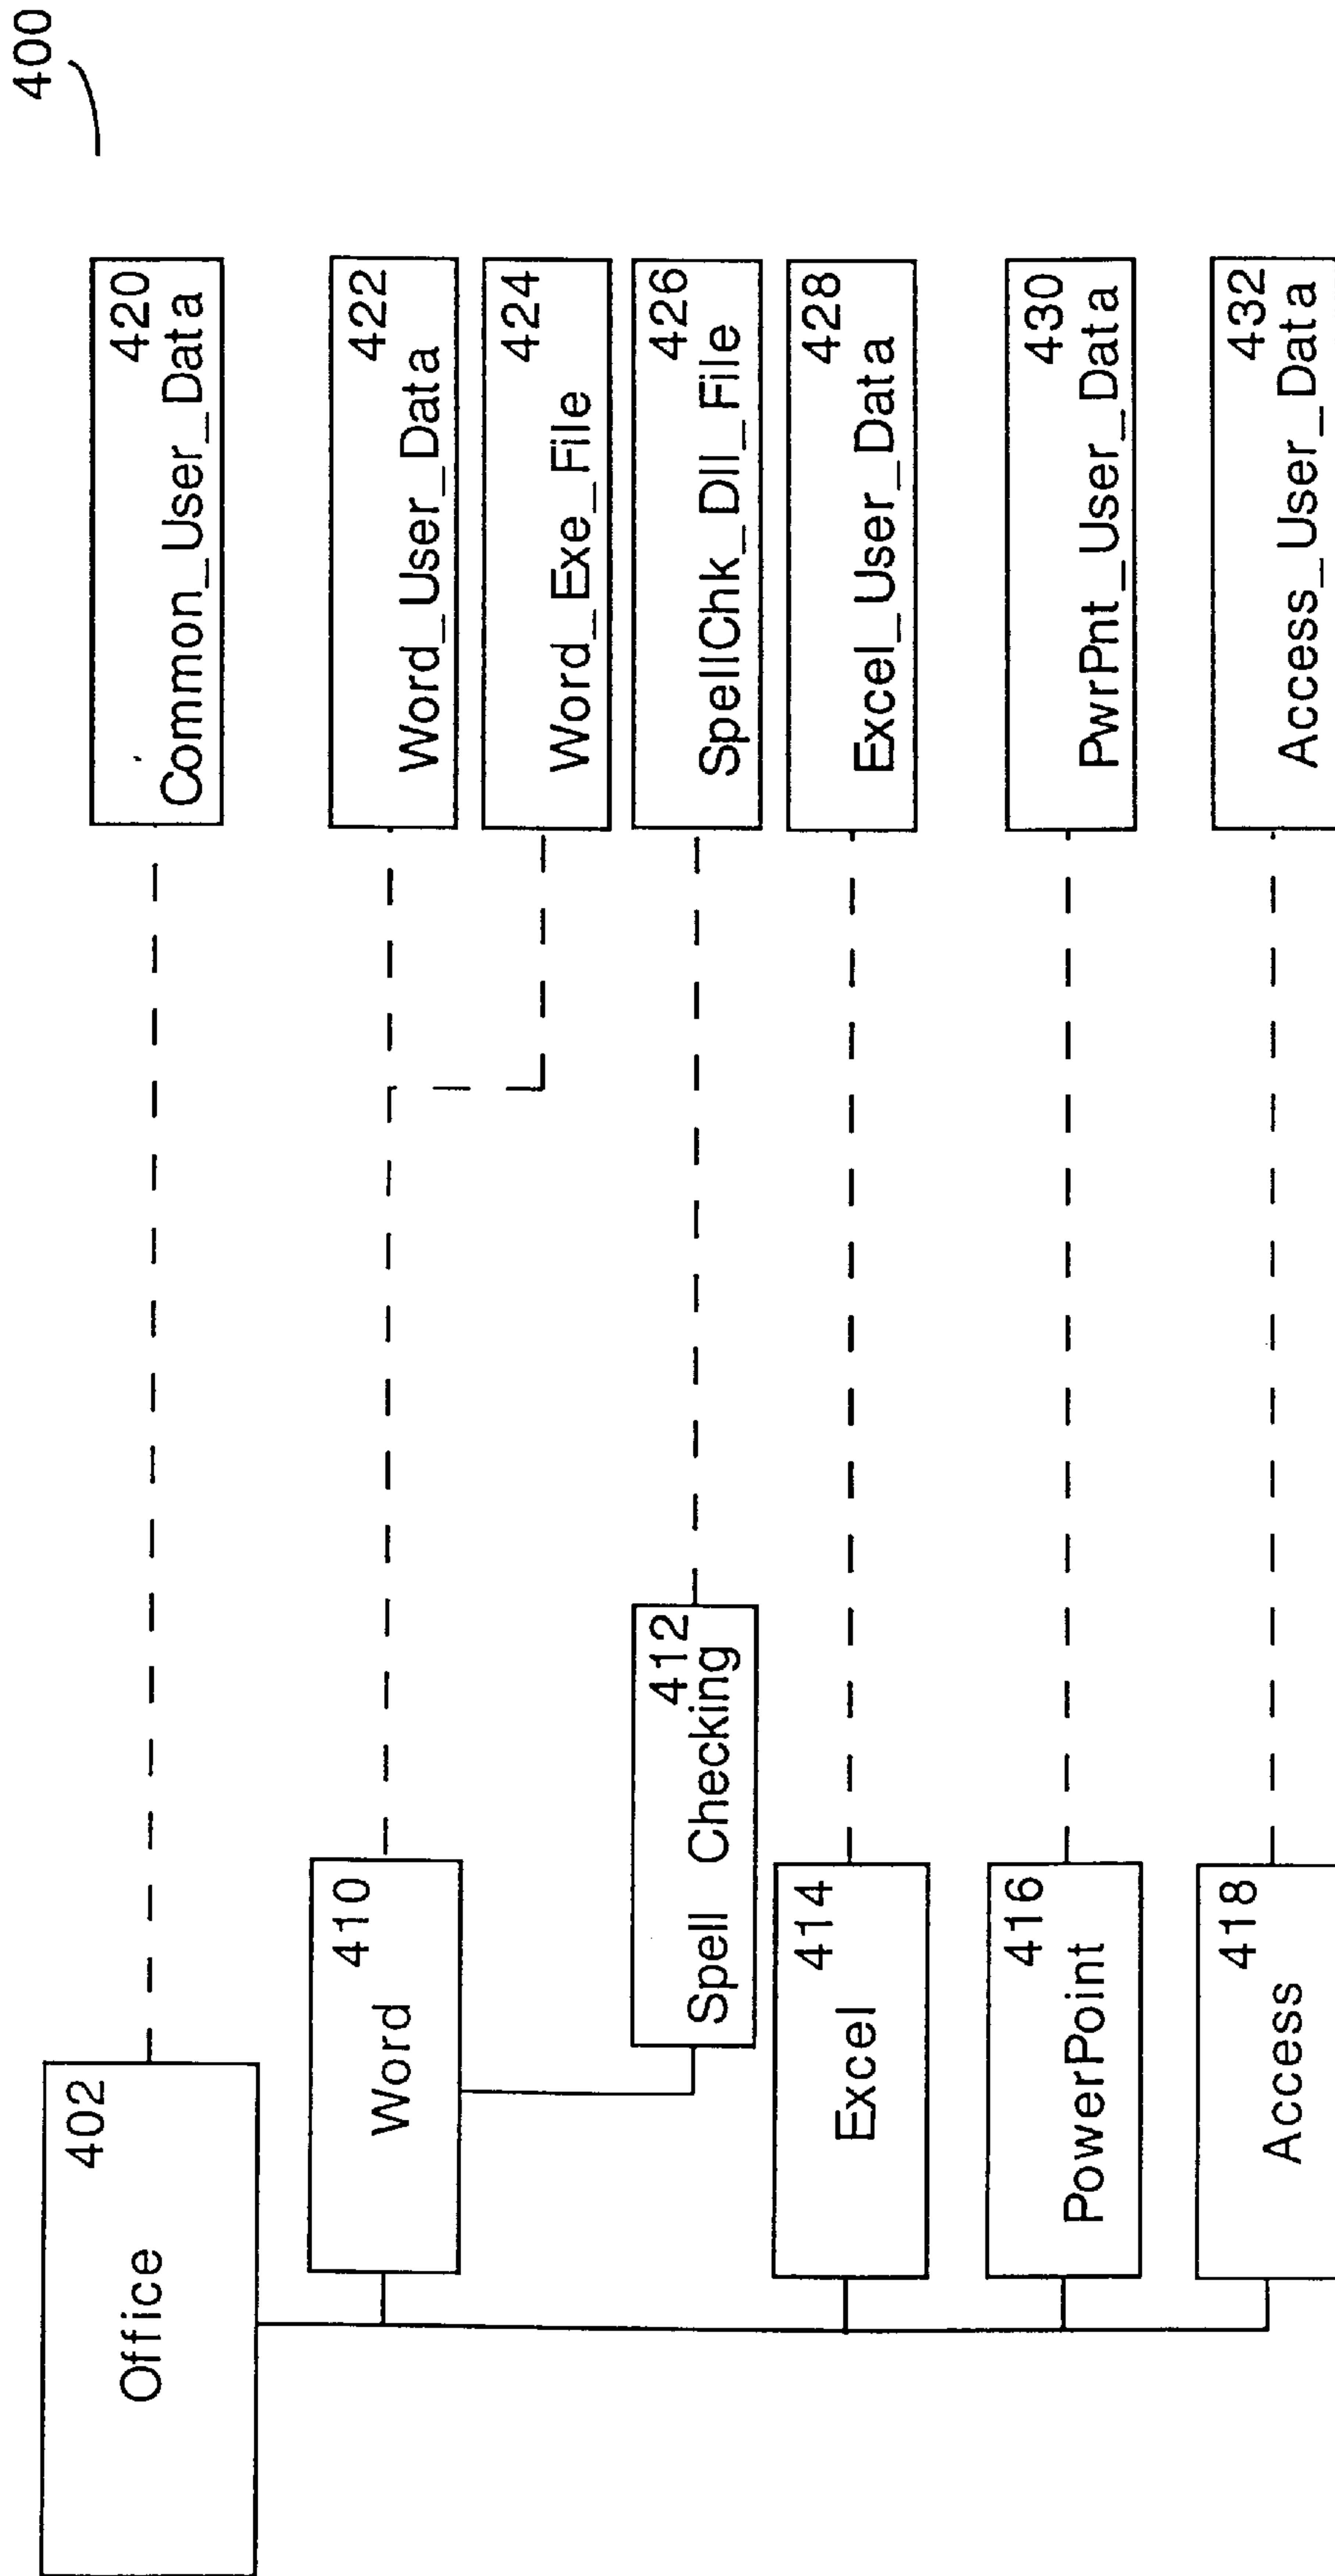 400
402
Office
420
Common_User_Data
410
Word
422
Word_User_Data
424
Word_Exe_File
412
Spell Checking
426
SpellChk_Dll_File
414
Excel
428
Excel_User_Data
416
PowerPoint
430
PwrPnt_User_Data
418
Access
432
Access_User_Data